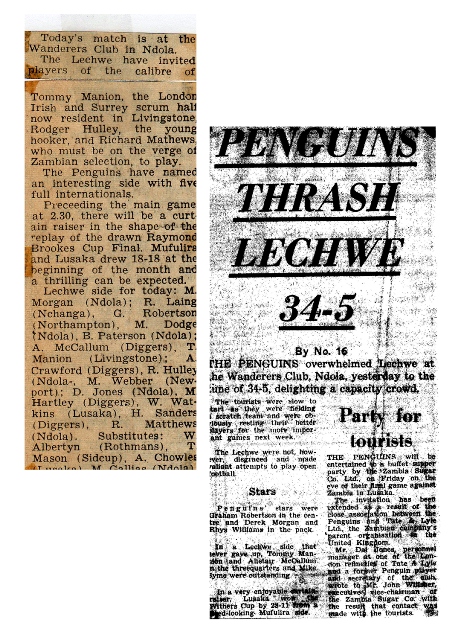 Today's match is at the
Wanderers Club in Ndola.
The Lechwe have invited
players of the calibre of
Tommy Manion, the London
Irish and Surrey scrum half
now resident in Livingstone,
Rodger Hulley, the young
hooker, and Richard Mathews,
who must be on the verge of
Zambian selection, to play.
The Penguins have named
an interesting side with five
full internationals.
Preceeding the main game
at 2.30, there will be a curt-
ain raiser in the shape of the
replay of the drawn Raymond
Brookes Cup Final. Mufulira
and Lusaka drew 18-18 at the
beginning of the month and
a thrilling can be expected.
Lechwe side for today: M.
Morgan (Ndola); R. Laing
(Nchanga), G. Robertson
(Northampton), M. Dodge
(Ndola), B. Paterson (Ndola);
A. McCallum (Diggers), T.
Manion (Livingstone); A.
Crawford (Diggers), R. Hulley
(Ndola-, M. Webber (New-
port); D. Jones (Ndola), M.
Hartley (Diggers), W. Wat-
kins (Lusaka), H. Sanders
(Diggers), R. Matthews
(Ndola). Substitutes: W.
Albertyn (Rothmans), T.
Mason (Sidcup), A. Chowles
(Lusaka), M. (Ndola)
PENGUINS
THRASH
LECHWE
34-5
By No. 16
THE PENGUINS overwhelmed Lechwe at
the Wanderers Club, Ndola, yesterday to the
tune of 34-5, delighting a capacity crowd.
The tourists were slow to
start as they were fielding
a scratch team and were ob-
viously resting their better
players for the more impor-
ant games next week.
The Lechwe were not, how-
ever, disgraced and made
valiant attempts to play open
football.
Stars
Penguins stars were
Graham Robertson in the cen-
tre and Derek Morgan and
Rhys Williams in the pack.
In a Lechwe side that
never gave up, Tommy Man-
ion and Alistair McCallum
in the threequarters and Mike
were outstanding.
In a very enjoyable curtain
raiser, Lusaka won the
Withers Cup by 28-11 from a
Mufulira side.
Party for
tourists
THE PENGUINS will be
entertained to a buffet supper
party by the Zambia Sugar
Co. Ltd., on Friday on the
eve of their final game against
Zambia in Lusaka.
The invitation has been
extended as a result of the
close association between the
Penguins and Tate & Lyle
Ltd., the Zambian company's
parent organisation in the
United Kingdom.
Mr. Dai Jones, personnel
manager at one of the Lon-
don refineries of Tate & Lyle
and a former Penguin player
and secretary of the club,
wrote to Mr. John
executive vice-chairman of
the Zambia Sugar Co. with
the result that contact was
made with the tourists.